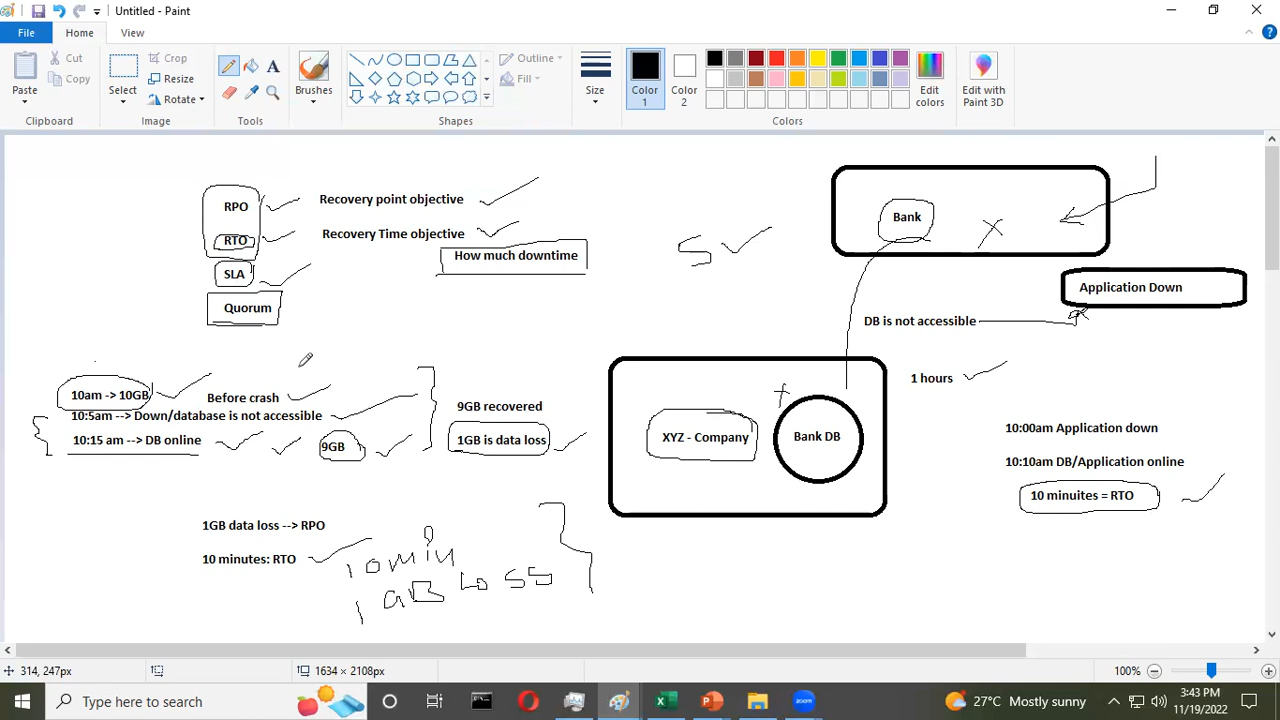 Untitled - Paint
File
Home
View
Paste
Cut
Copy
Clipboard
Select
Crop
Resize
Rotate
Image
Tools
Brushes
Shapes
Outline
Fill
Size
Color 1
Color 2
Edit colors
Colors
Edit with Paint 3D
RPO
Recovery point objective
RTO
Recovery Time objective
How much downtime
SLA
Quorum
S
Bank
Application Down
DB is not accessible
10am -> 10GB
Before crash
10:5am --> Down/database is not accessible
10:15 am --> DB online
9GB
9GB recovered
1GB is data loss
1GB data loss --> RPO
10 minutes: RTO
10 min
1 GB loss
XYZ - Company
Bank DB
1 hours
10:00am Application down
10:10am DB/Application online
10 minuites = RTO
314, 247px
1634 × 2108px
100%
Type here to search
27°C Mostly sunny
3:43 PM
11/19/2022
zoom